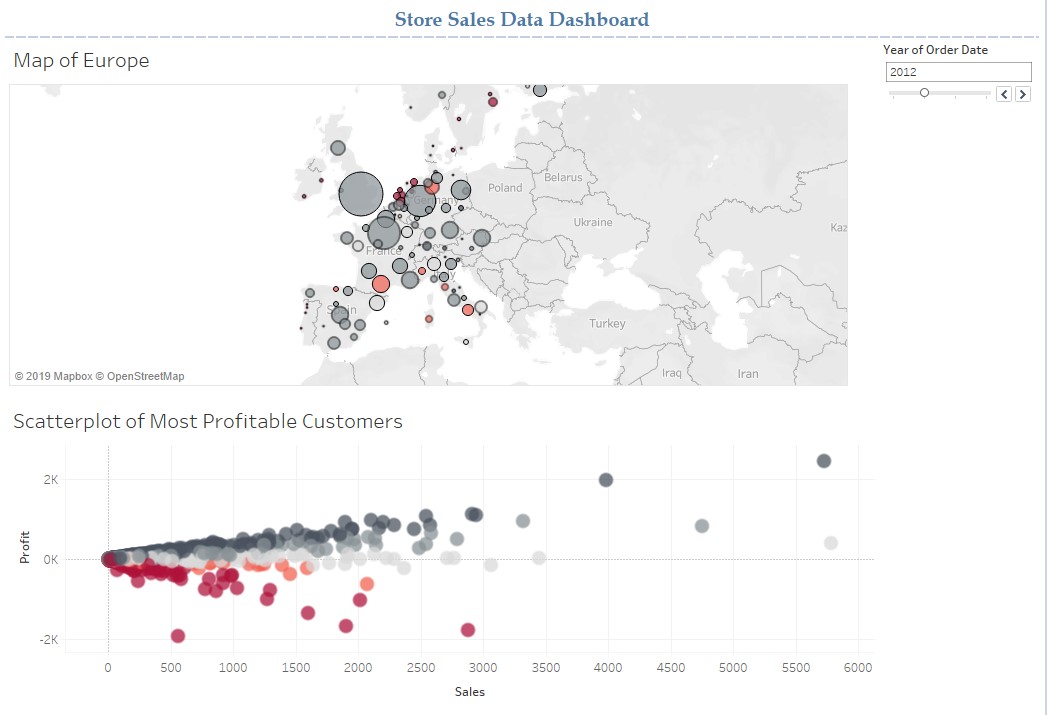 Store Sales Data Dashboard
Map of Europe
Year of Order Date
2012
Belarus
Poland
Germany
Ukraine
Kaz
France
Spain
Turkey
Iraq
Iran
© 2019 Mapbox © OpenStreetMap
Scatterplot of Most Profitable Customers
2K
0K
-2K
Profit
0 500 1000 1500 2000 2500 3000 3500 4000 4500 5000 5500 6000
Sales